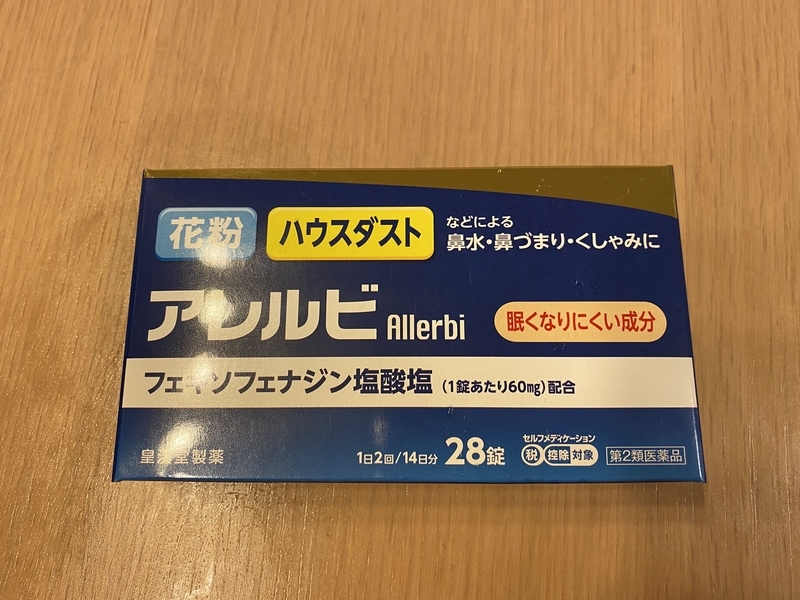 花粉
ハウスダスト
などによる
鼻水・鼻づまり・くしゃみに
アレルビ Allerbi
眠くなりにくい成分
フェキソフェナジン塩酸塩 (1錠あたり60㎎)配合
皇漢堂製薬
1日2回/14日分 28錠
セルフメディケーション
税 控除 対象
第2類医薬品